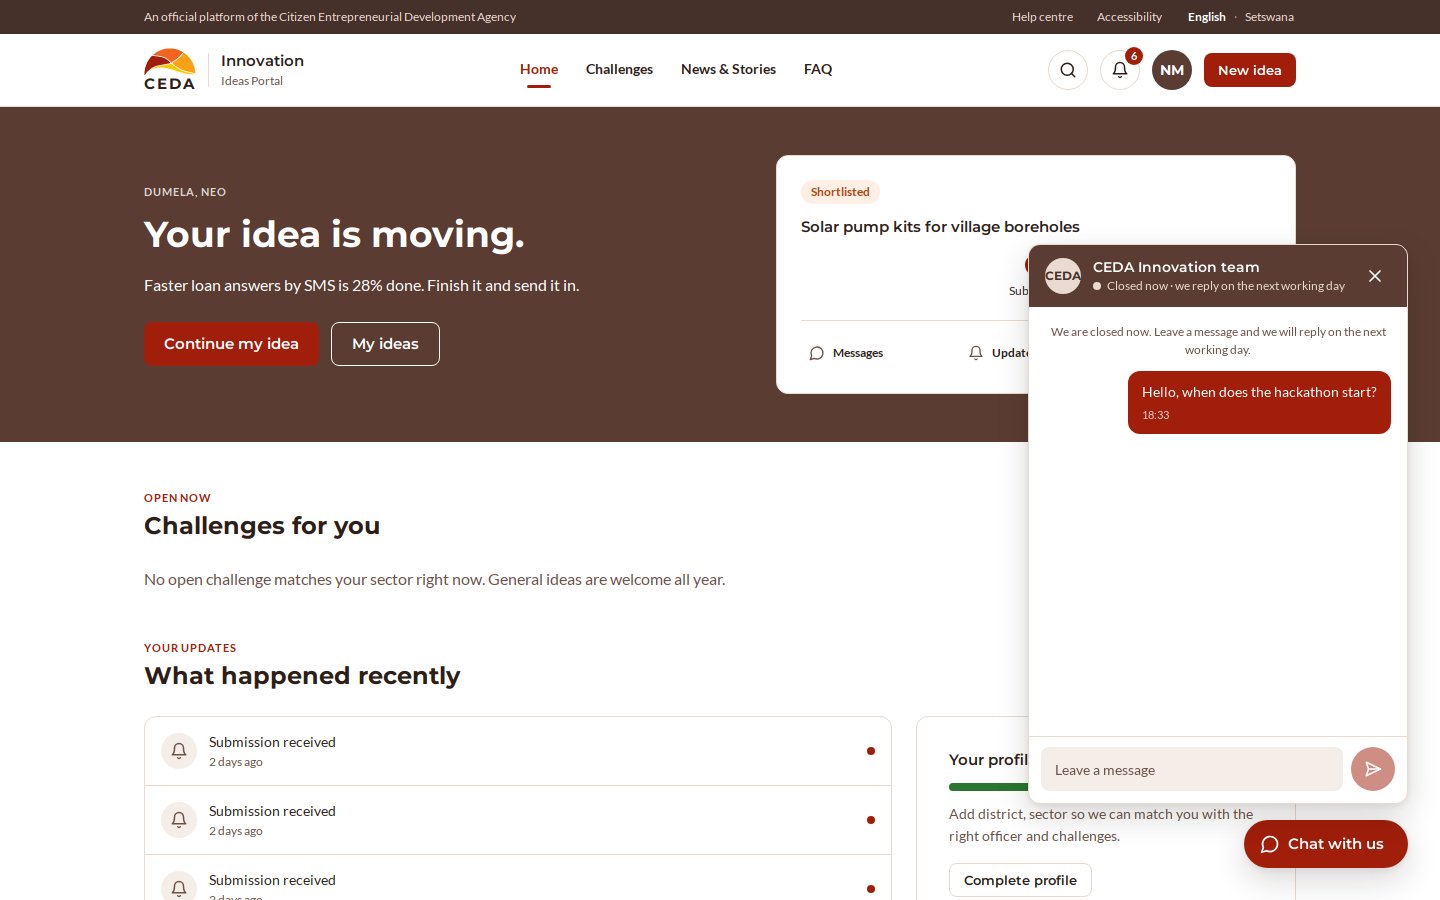 An official platform of the Citizen Entrepreneurial Development Agency
Help centre
Accessibility
English · Setswana
CEDA
Innovation
Ideas Portal
Home
Challenges
News & Stories
FAQ
6
NM
New idea
DUMELA, NEO
Your idea is moving.
Faster loan answers by SMS is 28% done. Finish it and send it in.
Continue my idea
My ideas
Shortlisted
Solar pump kits for village boreholes
Sub
Messages
Update
CEDA
CEDA Innovation team
Closed now · we reply on the next working day
We are closed now. Leave a message and we will reply on the next
working day.
Hello, when does the hackathon start?
18:33
Leave a message
Chat with us
OPEN NOW
Challenges for you
No open challenge matches your sector right now. General ideas are welcome all year.
YOUR UPDATES
What happened recently
Submission received
2 days ago
Submission received
2 days ago
Submission received
2 days ago
Your profil
Add district, sector so we can match you with the
right officer and challenges.
Complete profile